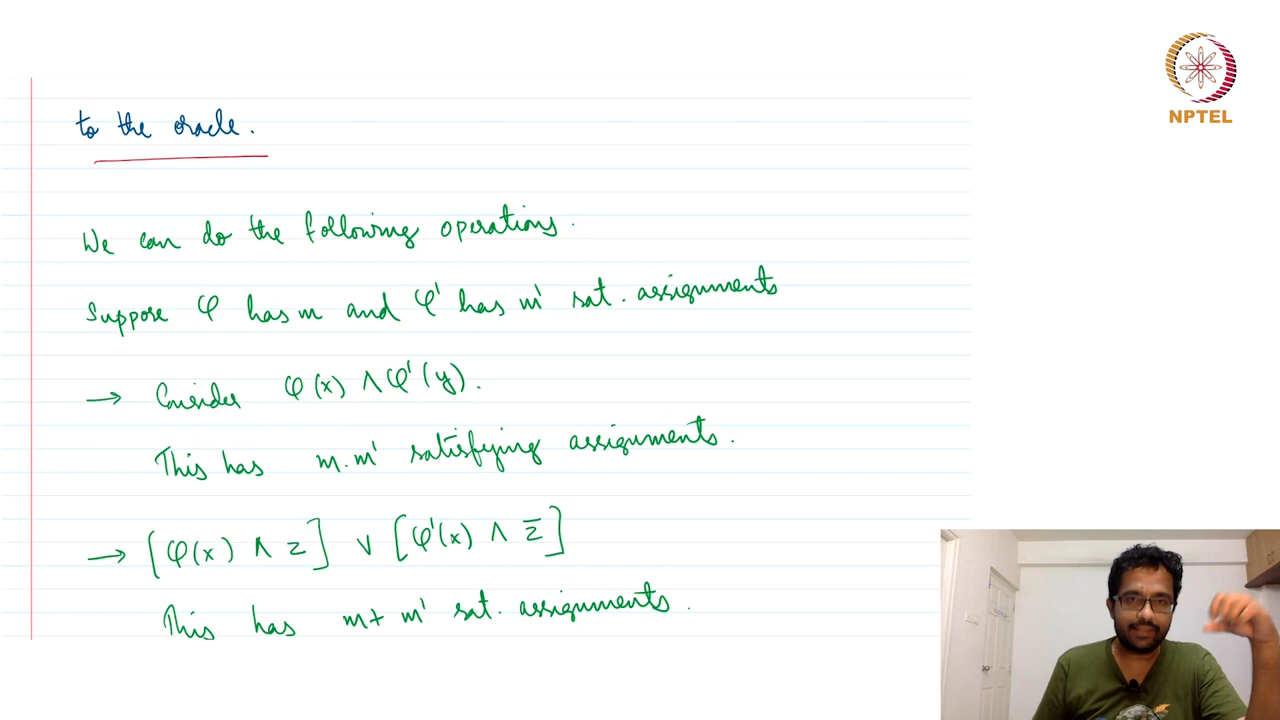 NPTEL
to the oracle.
We can do the following operations.
Suppose φ has m and φ' has m' sat. assignments
→ Consider φ(x) ∧ φ'(y).
This has m.m' satisfying assignments.
→ [φ(x) ∧ z] ∨ [φ'(x) ∧ z̅]
This has m+m' sat. assignments.